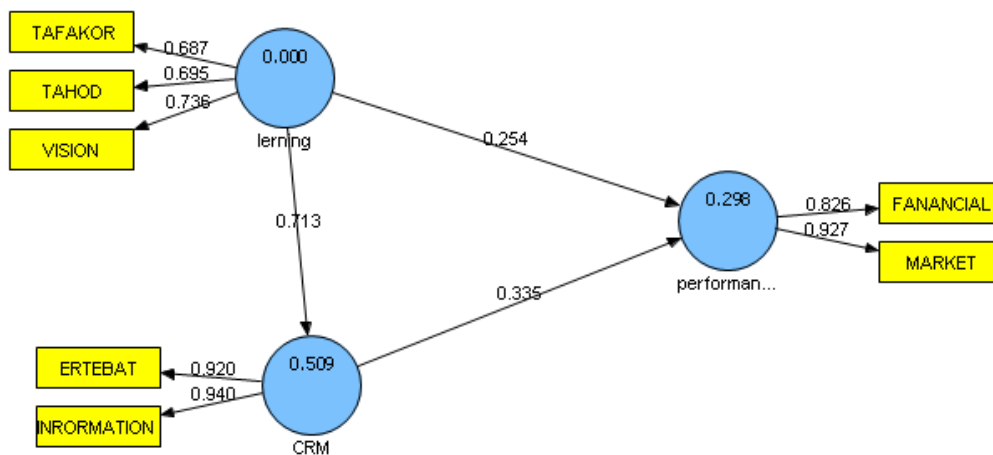 TAFAKOR
0.687
0.000
TAHOD
0.695
0.736
VISION
lerning
0.254
0.298
0.826
FANANCIAL
0.927
MARKET
0.713
performan...
0.335
ERTEBAT
0.920
0.509
0.940
INRORMATION
CRM